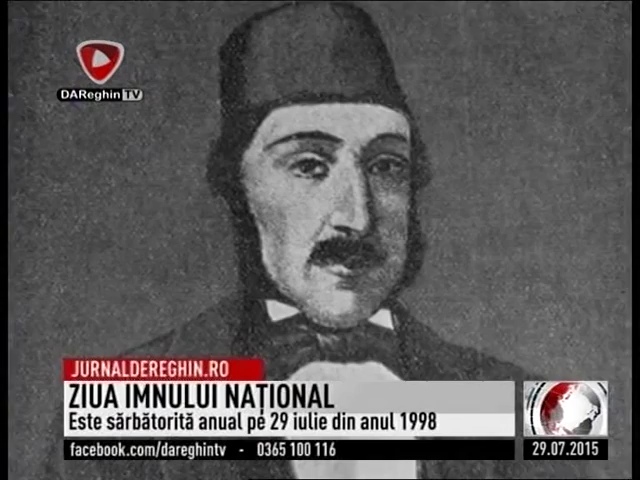 DAReghin TV
JURNALDEREGHIN.RO
ZIUA IMNULUI NAȚIONAL
Este sărbătorită anual pe 29 iulie din anul 1998
facebook.com/dareghintv - 0365 100 116
29.07.2015